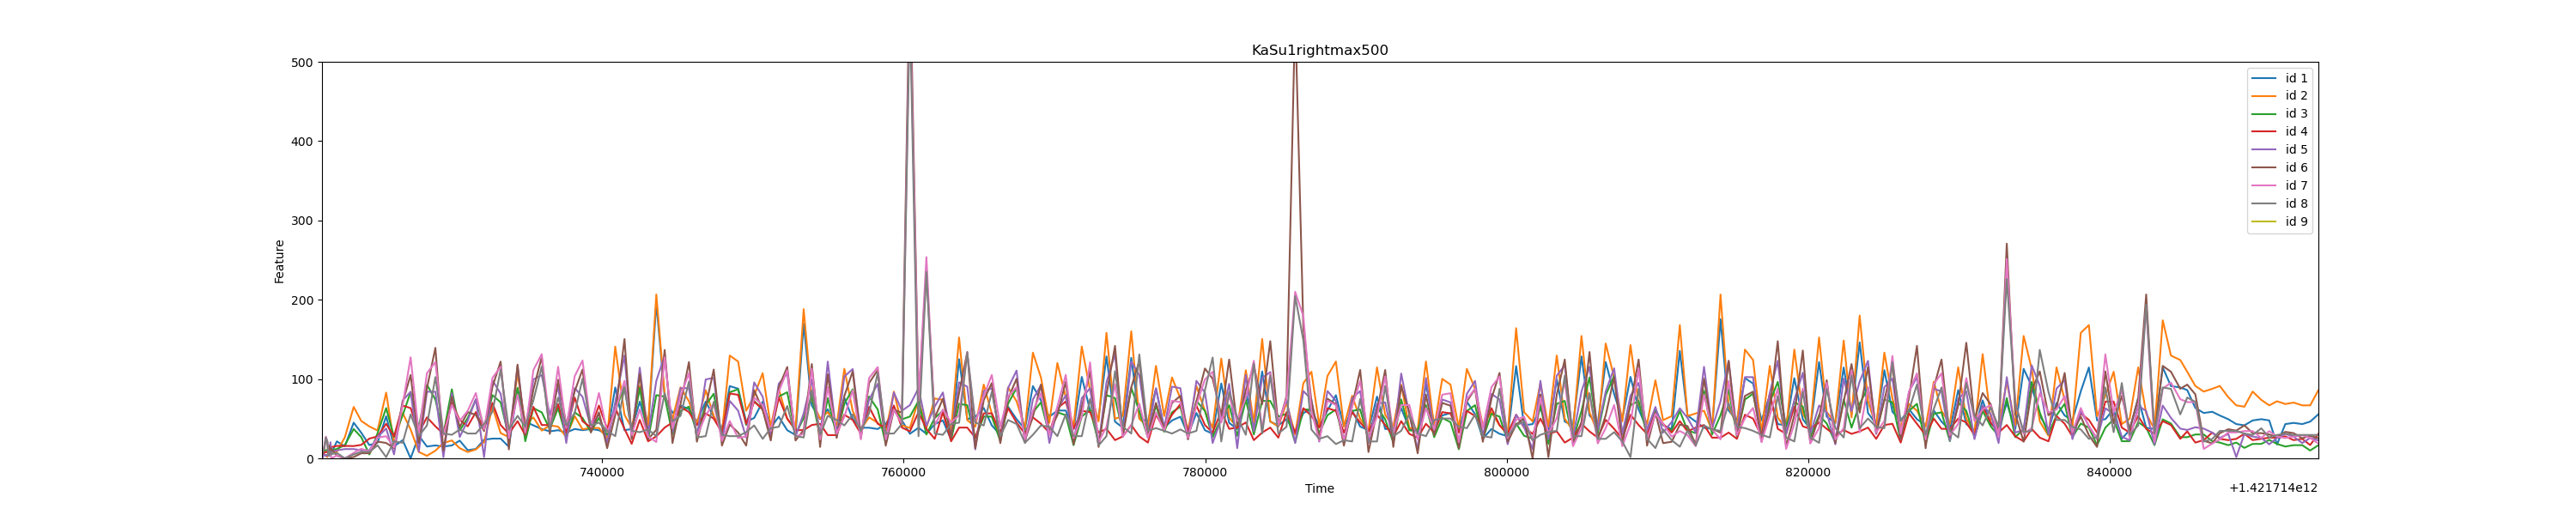 KaSu1rightmax500
500
400
300
200
100
0
Feature
740000 760000 780000 800000 820000 840000
Time
+1.421714e12
id 1
id 2
id 3
id 4
id 5
id 6
id 7
id 8
id 9